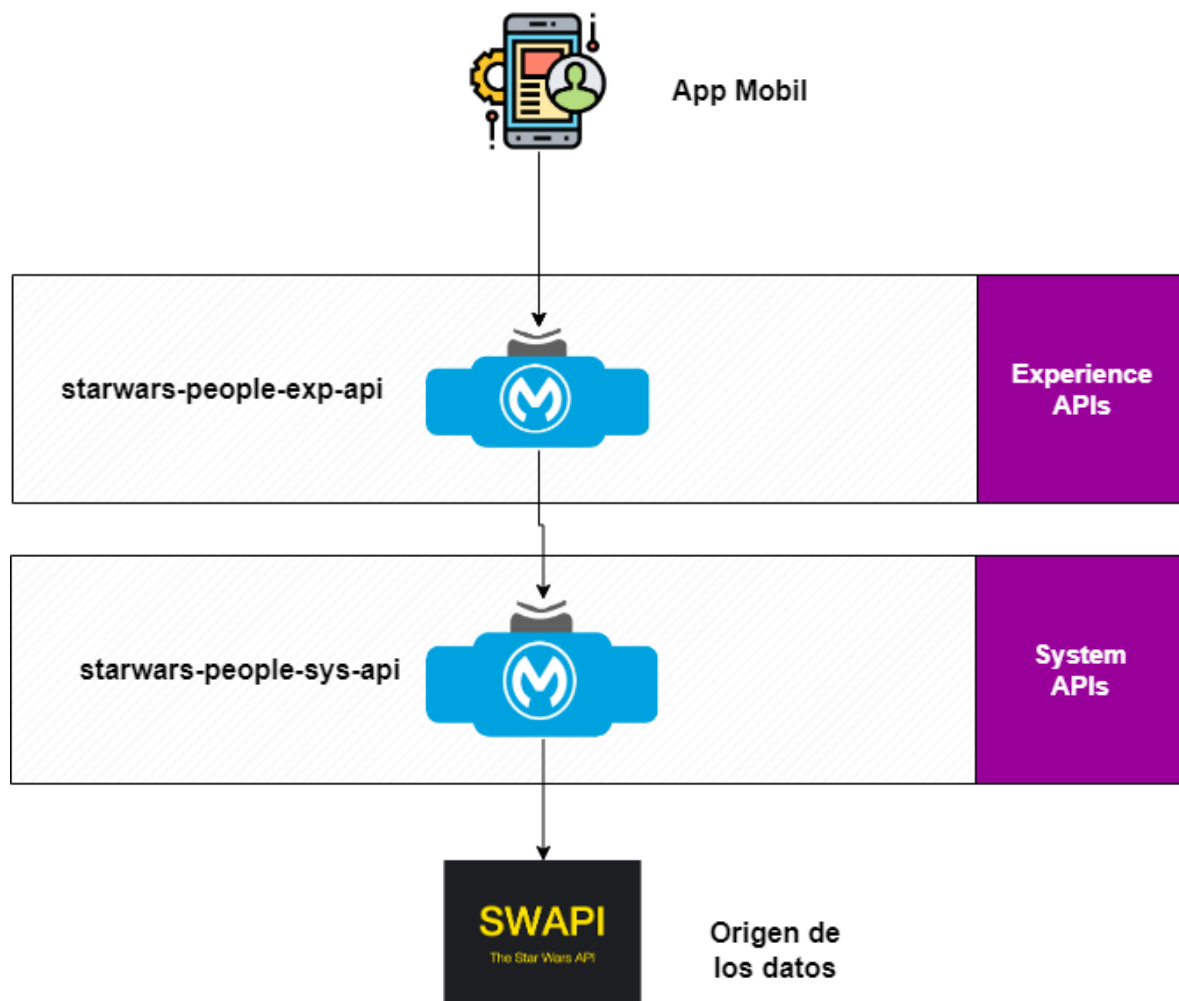 App Mobil
starwars-people-exp-api
Experience
APIs
starwars-people-sys-api
System
APIs
SWAPI
The Star Wars API
Origen de
los datos